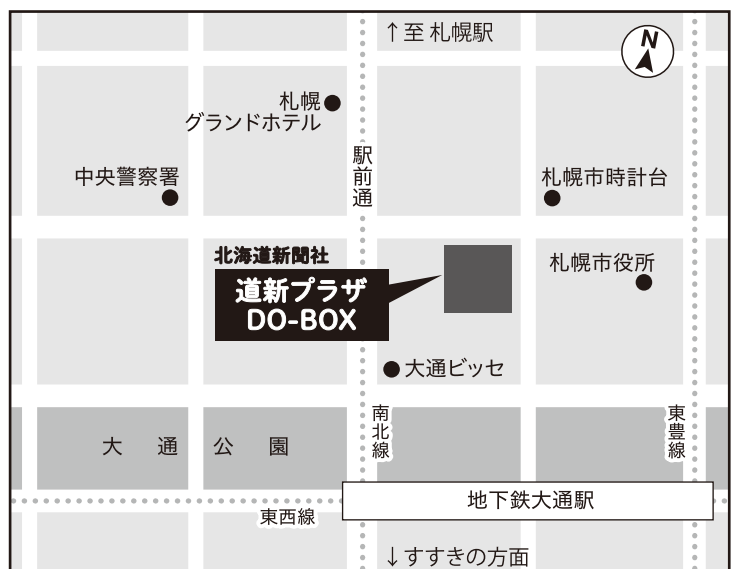 ↑至 札幌駅
N
札幌
グランドホテル
駅前通
中央警察署
札幌市時計台
北海道新聞社
道新プラザ
DO-BOX
札幌市役所
大通ビッセ
大通公園
南北線
東豊線
地下鉄大通駅
東西線
↓すすきの方面